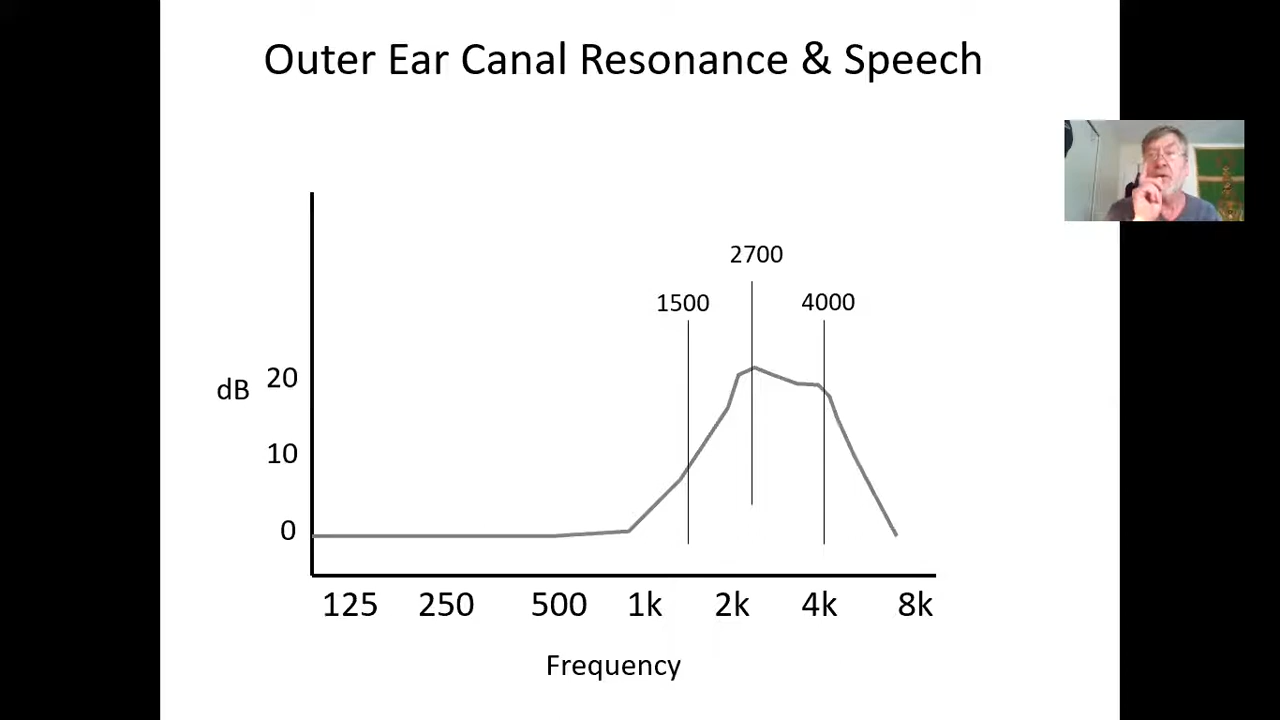 Outer Ear Canal Resonance & Speech
2700
1500 4000
dB 20
10
0
125 250 500 1k 2k 4k 8k
Frequency